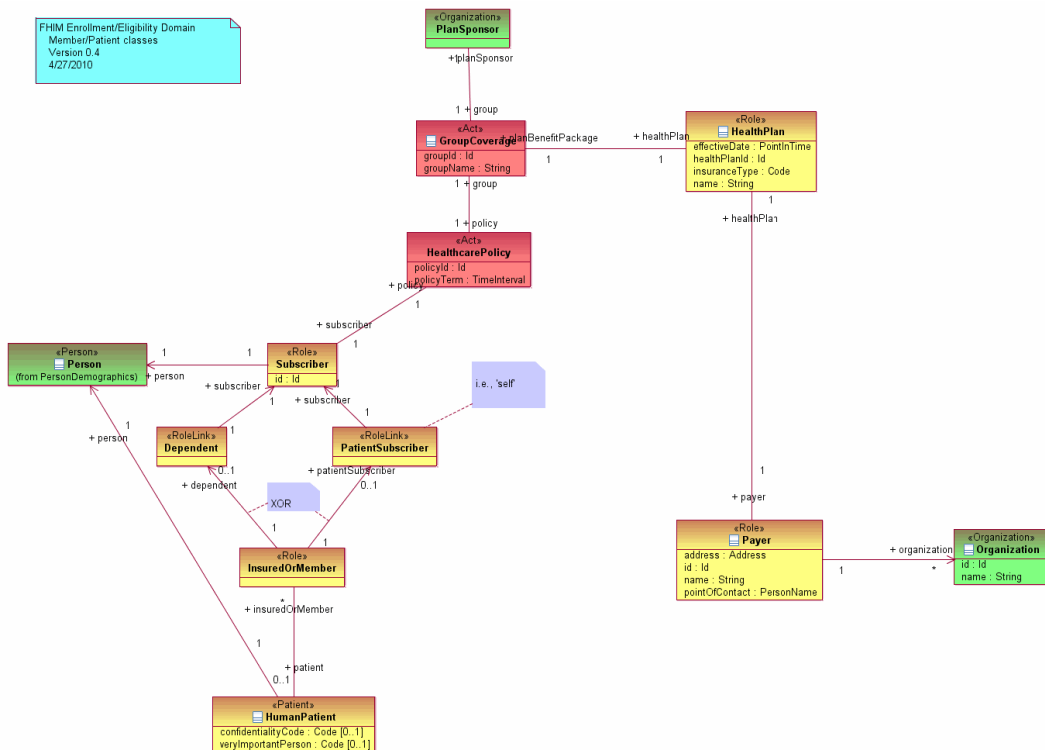 «Organization»
PlanSponsor
FHIM Enrollment/Eligibility Domain
Member/Patient classes
Version 0.4
4/27/2010
+planSponsor
1
1 + group
«Act»
GroupCoverage
groupId : Id
groupName : String
+ planBenefitPackage
1
+ healthPlan
1
«Role»
HealthPlan
effectiveDate : PointInTime
healthPlanId : Id
insuranceType : Code
name : String
1 + group
1
+ healthPlan
1 + policy
«Act»
HealthcarePolicy
policyId : Id
policyTerm : TimeInterval
+ policy
1
+ subscriber
1
«Person»
Person
(from PersonDemographics)
1
+ person
1
«Role»
Subscriber
id : Id
+ subscriber
1
1
+ subscriber
i.e., 'self'
1
+ person
1
1
«RoleLink»
Dependent
«RoleLink»
PatientSubscriber
0..1
+ dependent
+ patientSubscriber
0..1
XOR
1
1
1
+ payer
«Role»
InsuredOrMember
*
+ insuredOrMember
«Role»
Payer
address : Address
id : Id
name : String
pointOfContact : PersonName
1
+ organization
*
«Organization»
Organization
id : Id
name : String
1
+ patient
0..1
«Patient»
HumanPatient
confidentialityCode : Code [0..1]
veryImportantPerson : Code [0..1]